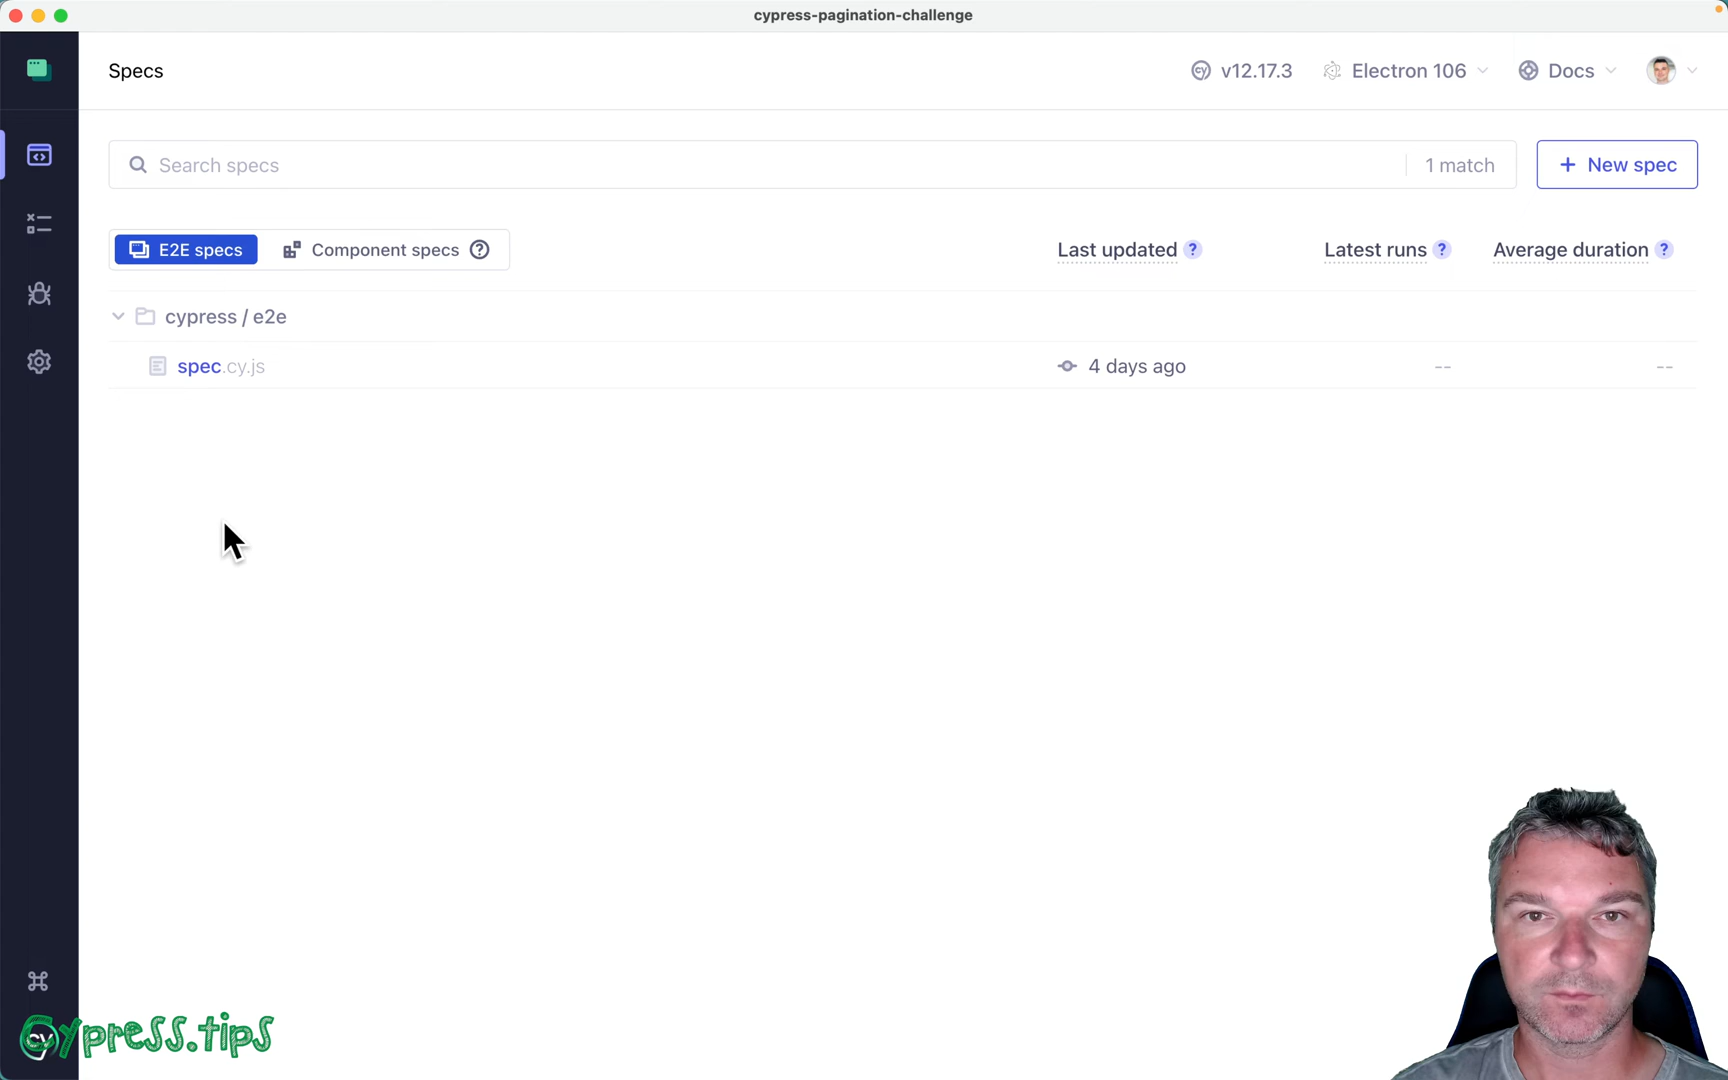 cypress-pagination-challenge
Specs
v12.17.3
Electron 106
Docs
Search specs
1 match
+ New spec
E2E specs
Component specs ?
Last updated ?
Latest runs ?
Average duration ?
cypress / e2e
spec.cy.js
4 days ago
--
--
Cypress.tips